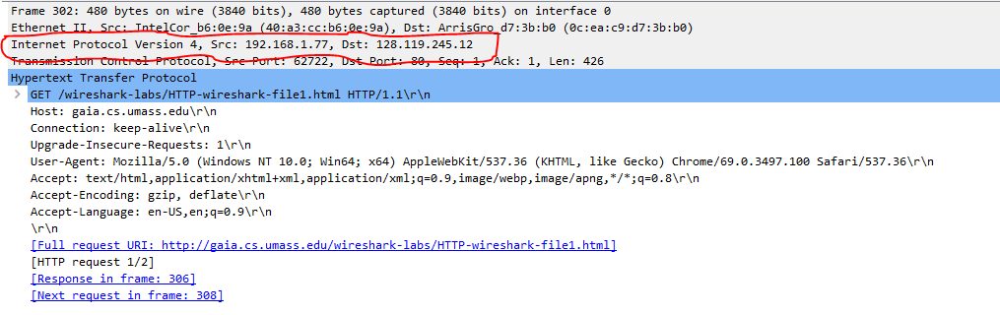 Frame 302: 480 bytes on wire (3840 bits), 480 bytes captured (3840 bits) on interface 0
Ethernet II, Src: IntelCor_b6:0e:9a (40:a3:cc:b6:0e:9a), Dst: ArrisGro_d7:3b:b0 (0c:ea:c9:d7:3b:b0)
Internet Protocol Version 4, Src: 192.168.1.77, Dst: 128.119.245.12
Transmission Control Protocol, Src Port: 62722, Dst Port: 80, Seq: 1, Ack: 1, Len: 426
Hypertext Transfer Protocol
GET /wireshark-labs/HTTP-wireshark-file1.html HTTP/1.1\r\n
Host: gaia.cs.umass.edu\r\n
Connection: keep-alive\r\n
Upgrade-Insecure-Requests: 1\r\n
User-Agent: Mozilla/5.0 (Windows NT 10.0; Win64; x64) AppleWebKit/537.36 (KHTML, like Gecko) Chrome/69.0.3497.100 Safari/537.36\r\n
Accept: text/html,application/xhtml+xml,application/xml;q=0.9,image/webp,image/apng,*/*;q=0.8\r\n
Accept-Encoding: gzip, deflate\r\n
Accept-Language: en-US,en;q=0.9\r\n
\r\n
[Full request URI: http://gaia.cs.umass.edu/wireshark-labs/HTTP-wireshark-file1.html]
[HTTP request 1/2]
[Response in frame: 306]
[Next request in frame: 308]